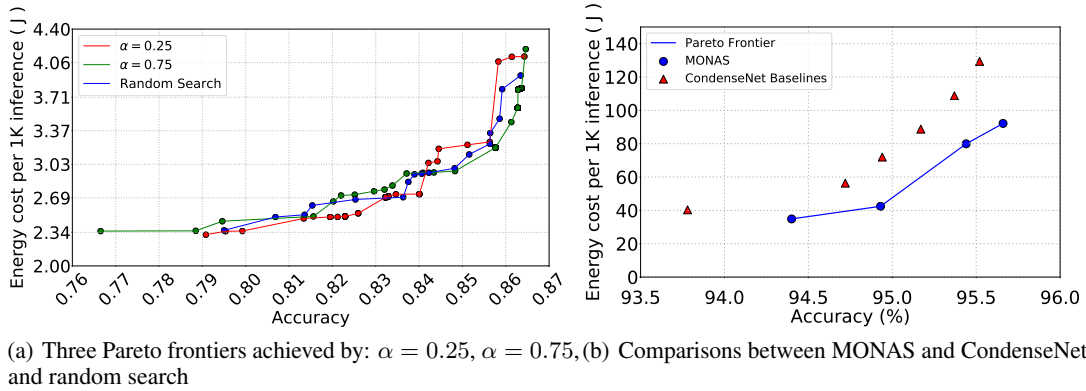 Energy cost per 1K inference ( J )
4.40
4.06
3.71
3.37
3.03
2.69
2.34
2.00
α = 0.25
α = 0.75
Random Search
0.76 0.77 0.78 0.79 0.80 0.81 0.82 0.83 0.84 0.85 0.86 0.87
Accuracy
Energy cost per 1K inference ( J )
140
120
100
80
60
40
20
0
Pareto Frontier
MONAS
CondenseNet Baselines
93.5 94.0 94.5 95.0 95.5 96.0
Accuracy (%)
(a) Three Pareto frontiers achieved by: α = 0.25, α = 0.75,
and random search
(b) Comparisons between MONAS and CondenseNet